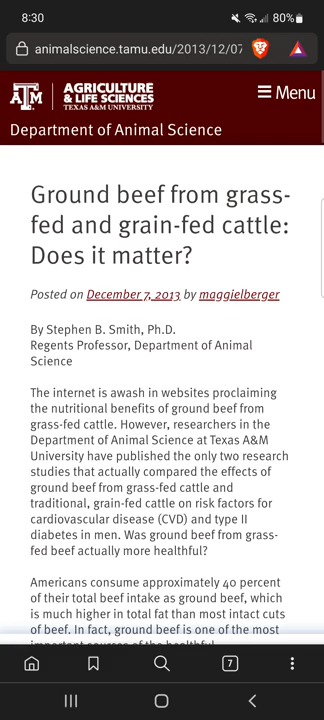 8:30
80%
animalscience.tamu.edu/2013/12/07
ATM
AGRICULTURE
& LIFE SCIENCES
TEXAS A&M UNIVERSITY
Menu
Department of Animal Science
Ground beef from grass-
fed and grain-fed cattle:
Does it matter?
Posted on December 7, 2013 by maggielberger
By Stephen B. Smith, Ph.D.
Regents Professor, Department of Animal
Science
The internet is awash in websites proclaiming
the nutritional benefits of ground beef from
grass-fed cattle. However, researchers in the
Department of Animal Science at Texas A&M
University have published the only two research
studies that actually compared the effects of
ground beef from grass-fed cattle and
traditional, grain-fed cattle on risk factors for
cardiovascular disease (CVD) and type II
diabetes in men. Was ground beef from grass-
fed beef actually more healthful?
Americans consume approximately 40 percent
of their total beef intake as ground beef, which
is much higher in total fat than most intact cuts
of beef. In fact, ground beef is one of the most
important sources of the healthful
7